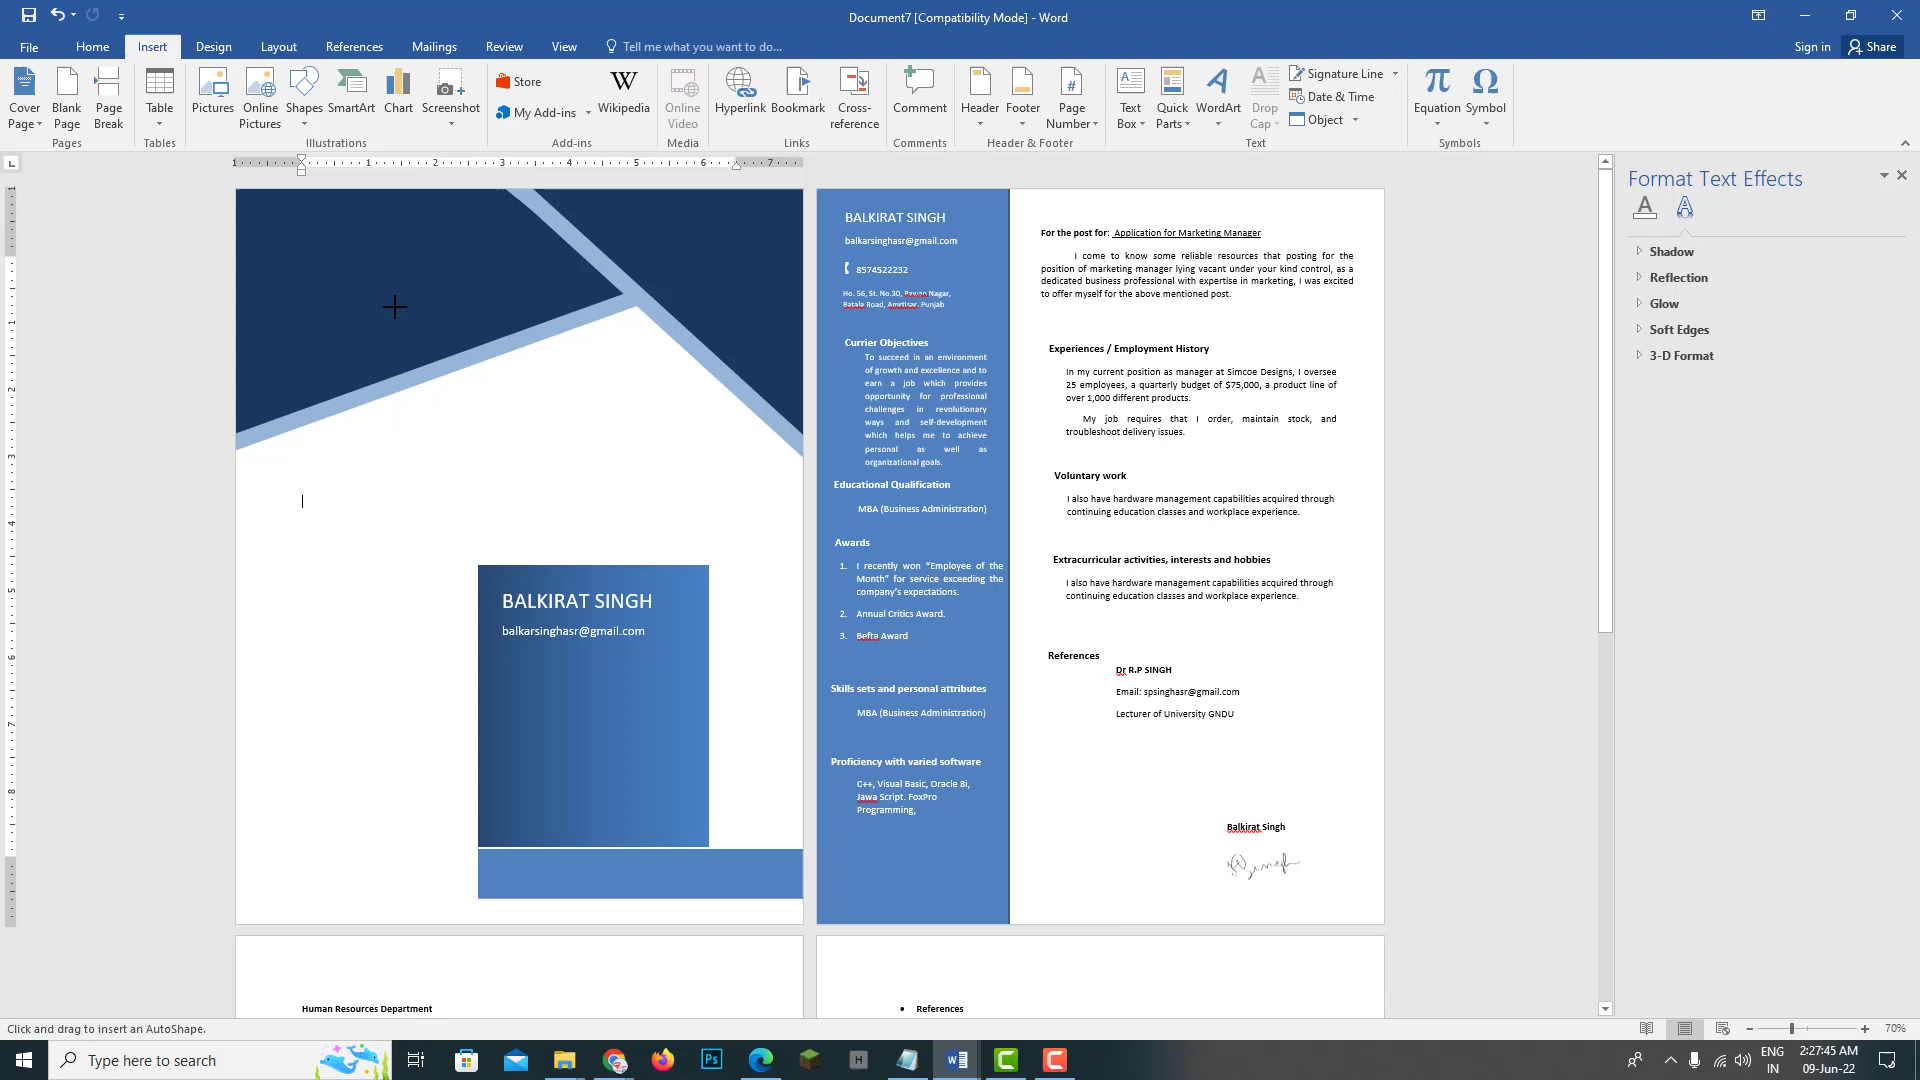 Document7 [Compatibility Mode] - Word
File Home Insert Design Layout References Mailings Review View Tell me what you want to do...
Sign in Share
Cover Page
Blank Page
Page Break
Table
Pictures
Online Pictures
Shapes
SmartArt
Chart
Screenshot
Store
My Add-ins
Wikipedia
Online Video
Hyperlink
Bookmark
Cross-reference
Comment
Header
Footer
Page Number
Text Box
Quick Parts
WordArt
Drop Cap
Signature Line
Date & Time
Object
Equation
Symbol
Pages Tables Illustrations Add-ins Media Links Comments Header & Footer Text Symbols
BALKIRAT SINGH
balkarsinghasr@gmail.com
BALKIRAT SINGH
balkarsinghasr@gmail.com
8574522232
Ho. 56, St. No.30, Pawan Nagar,
Batala Road, Amrtisar. Punjab
Currier Objectives
To succeed in an environment
of growth and excellence and to
earn a job which provides
opportunity for professional
challenges in revolutionary
ways and self-development
which helps me to achieve
personal as well as
organizational goals.
Educational Qualification
MBA (Business Administration)
Awards
1. I recently won “Employee of the
Month” for service exceeding the
company’s expectations.
2. Annual Critics Award.
3. Befta Award
Skills sets and personal attributes
MBA (Business Administration)
Proficiency with varied software
C++, Visual Basic, Oracle 8i,
Jawa Script. FoxPro
Programming,
For the post for: Application for Marketing Manager
I come to know some reliable resources that posting for the
position of marketing manager lying vacant under your kind control, as a
dedicated business professional with expertise in marketing, I was excited
to offer myself for the above mentioned post.
Experiences / Employment History
In my current position as manager at Simcoe Designs, I oversee
25 employees, a quarterly budget of $75,000, a product line of
over 1,000 different products.
My job requires that I order, maintain stock, and
troubleshoot delivery issues.
Voluntary work
I also have hardware management capabilities acquired through
continuing education classes and workplace experience.
Extracurricular activities, interests and hobbies
I also have hardware management capabilities acquired through
continuing education classes and workplace experience.
References
Dr R.P SINGH
Email: spsinghasr@gmail.com
Lecturer of University GNDU
Balkirat Singh
Human Resources Department
• References
Format Text Effects
Shadow
Reflection
Glow
Soft Edges
3-D Format
Click and drag to insert an AutoShape.
70%
Type here to search
ENG
IN
2:27:45 AM
09-Jun-22